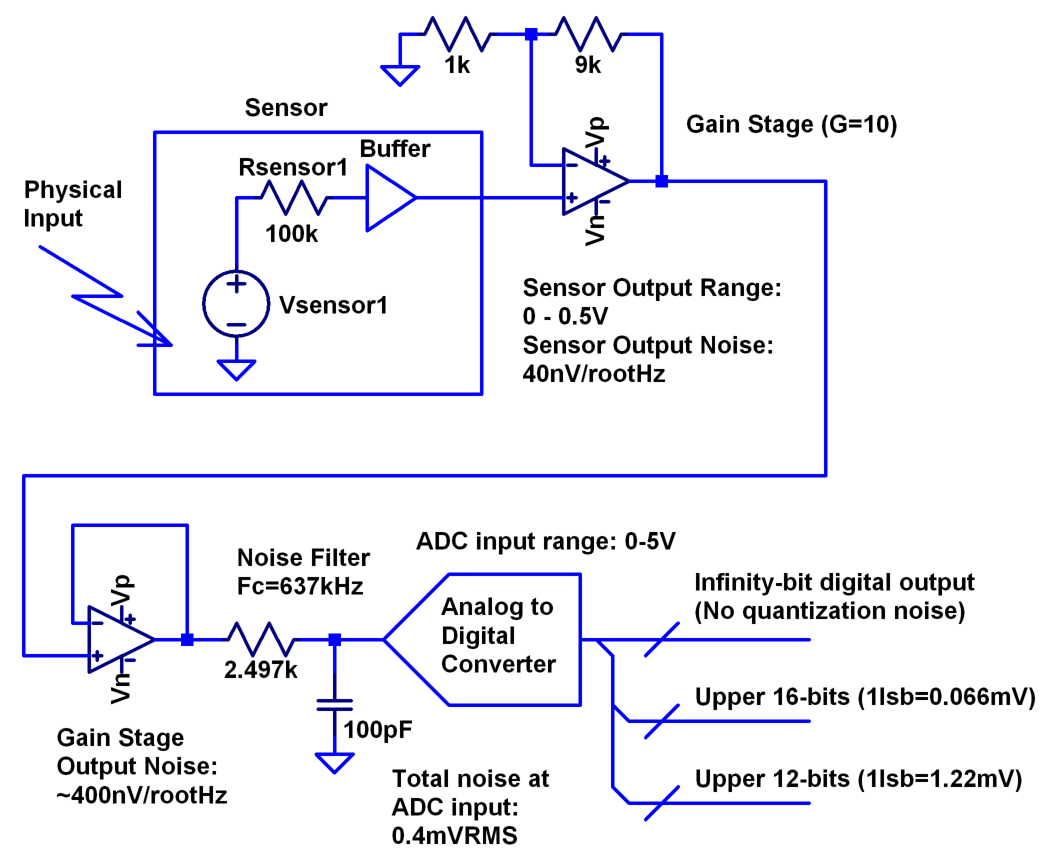 1k
9k
Gain Stage (G=10)
Sensor
Buffer
Rsensor1
100k
Physical
Input
Vp
+
-
+
-
Vn
+
-
Vsensor1
Sensor Output Range:
0 - 0.5V
Sensor Output Noise:
40nV/rootHz
ADC input range: 0-5V
Noise Filter
Fc=637kHz
Infinity-bit digital output
(No quantization noise)
Vp
+
-
+
-
Vn
2.497k
Analog to
Digital
Converter
100pF
Upper 16-bits (1lsb=0.066mV)
Gain Stage
Output Noise:
~400nV/rootHz
Total noise at
ADC input:
0.4mVRMS
Upper 12-bits (1lsb=1.22mV)